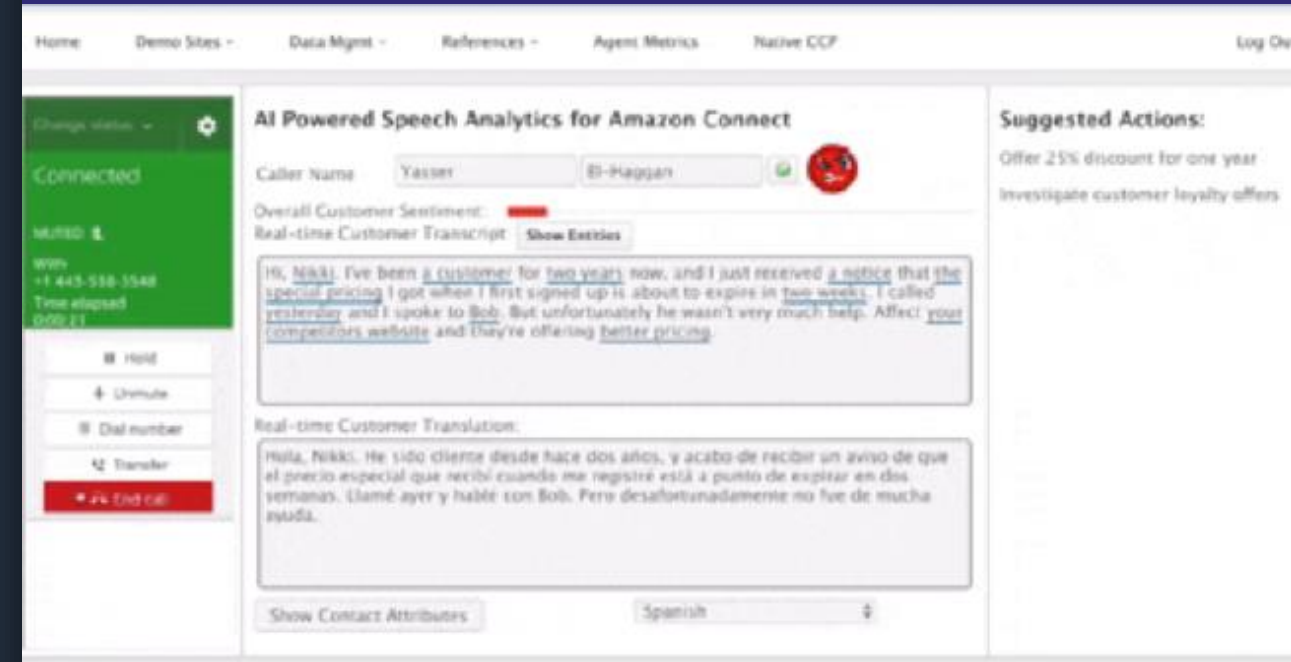 Home Demo Sites - Data Mgmt - References - Agent Metrics Native CCP Log Ou
Change status
Connected
MUTED
With
+1 445-538-3548
Time elapsed
0:00:21
Hold
Unmute
Dial number
Transfer
End call
AI Powered Speech Analytics for Amazon Connect
Caller Name Yasser El-Haggan
Overall Customer Sentiment:
Real-time Customer Transcript Show Entities
Hi, Nikki. I've been a customer for two years now, and I just received a notice that the
special pricing I got when I first signed up is about to expire in two weeks. I called
yesterday and I spoke to Bob. But unfortunately he wasn't very much help. Affect your
competitors website and they're offering better pricing.
Real-time Customer Translation:
Hola, Nikki. He sido cliente desde hace dos años, y acabo de recibir un aviso de que
el precio especial que recibí cuando me registré está a punto de expirar en dos
semanas. Llamé ayer y hablé con Bob. Pero desafortunadamente no fue de mucha
ayuda.
Show Contact Attributes Spanish
Suggested Actions:
Offer 25% discount for one year
Investigate customer loyalty offers